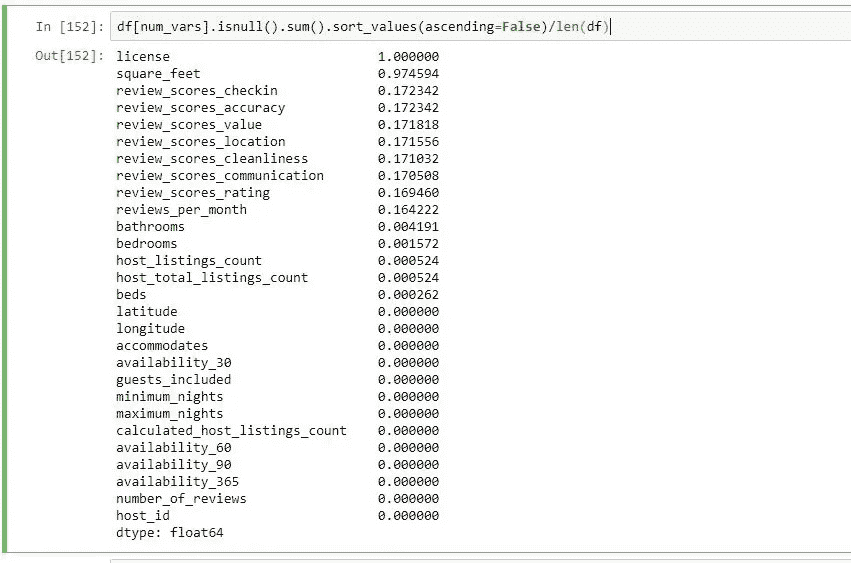 In [152]: df[num_vars].isnull().sum().sort_values(ascending=False)/len(df)
Out[152]: license 1.000000
square_feet 0.974594
review_scores_checkin 0.172342
review_scores_accuracy 0.172342
review_scores_value 0.171818
review_scores_location 0.171556
review_scores_cleanliness 0.171032
review_scores_communication 0.170508
review_scores_rating 0.169460
reviews_per_month 0.164222
bathrooms 0.004191
bedrooms 0.001572
host_listings_count 0.000524
host_total_listings_count 0.000524
beds 0.000262
latitude 0.000000
longitude 0.000000
accommodates 0.000000
availability_30 0.000000
guests_included 0.000000
minimum_nights 0.000000
maximum_nights 0.000000
calculated_host_listings_count 0.000000
availability_60 0.000000
availability_90 0.000000
availability_365 0.000000
number_of_reviews 0.000000
host_id 0.000000
dtype: float64